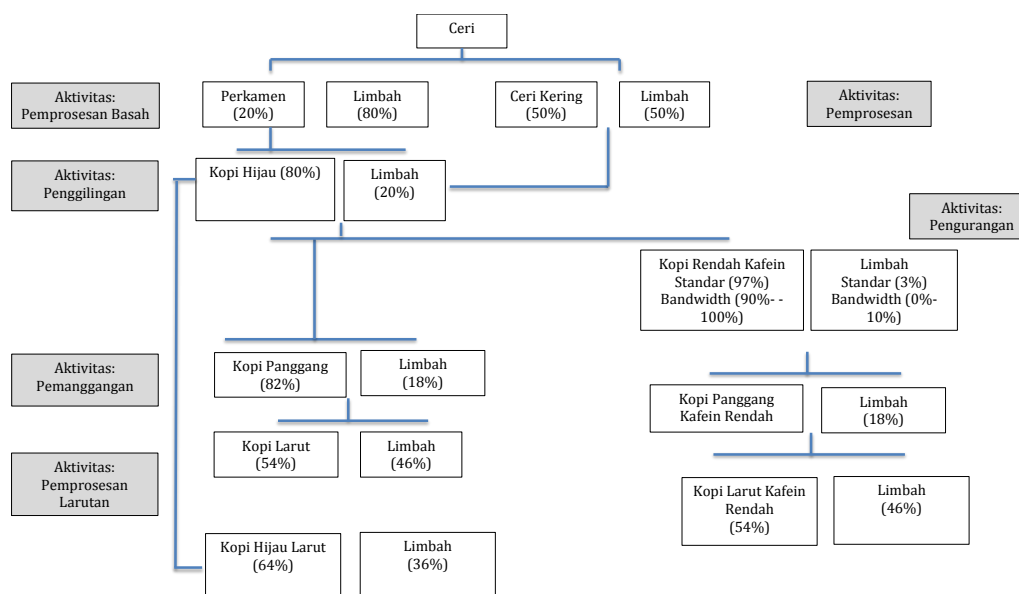 Ceri
Aktivitas:
Pemprosesan Basah
Perkamen
(20%)
Limbah
(80%)
Ceri Kering
(50%)
Limbah
(50%)
Aktivitas:
Pemprosesan
Aktivitas:
Penggilingan
Kopi Hijau (80%)
Limbah
(20%)
Aktivitas:
Pengurangan
Kopi Rendah Kafein
Standar (97%)
Bandwidth (90%- -
100%)
Limbah
Standar (3%)
Bandwidth (0%-
10%)
Aktivitas:
Pemanggangan
Kopi Panggang
(82%)
Limbah
(18%)
Kopi Panggang
Kafein Rendah
Limbah
(18%)
Aktivitas:
Pemprosesan
Larutan
Kopi Larut
(54%)
Limbah
(46%)
Kopi Larut Kafein
Rendah
(54%)
Limbah
(46%)
Kopi Hijau Larut
(64%)
Limbah
(36%)